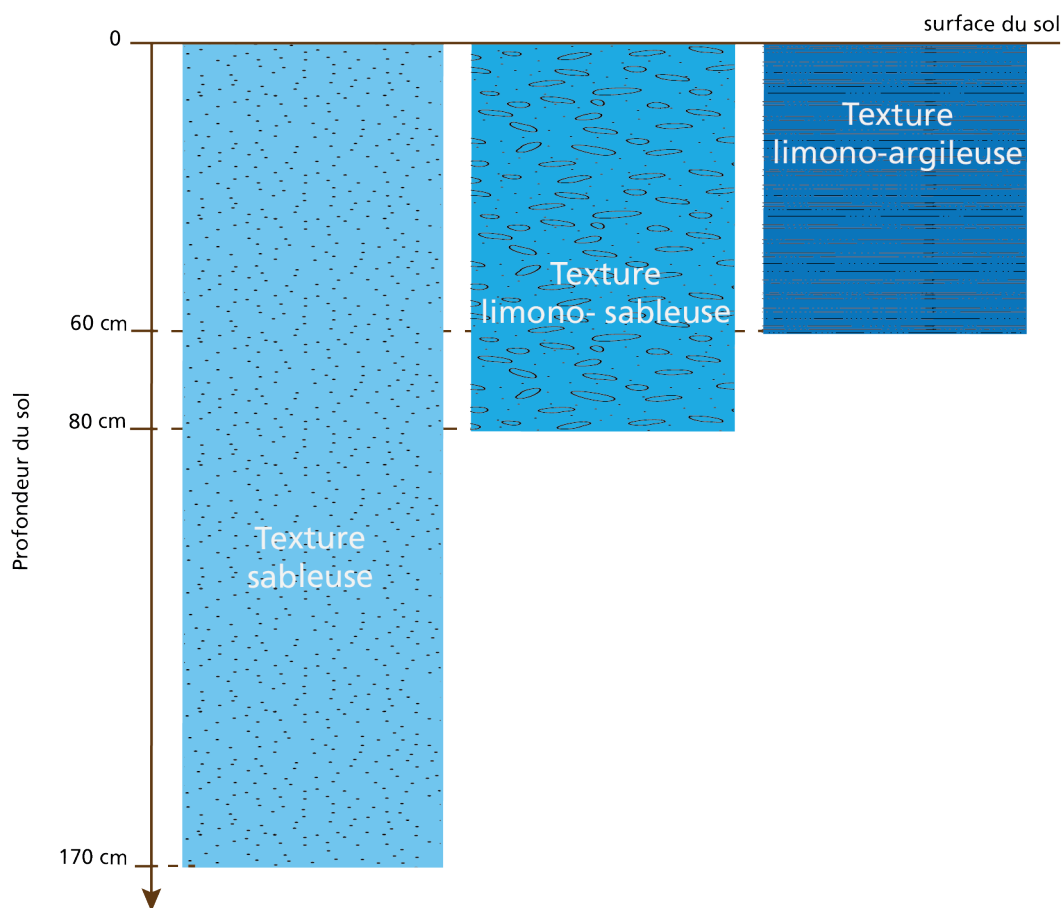 surface du sol
0
Texture
limono-argileuse
Texture
limono- sableuse
60 cm
80 cm
Profondeur du sol
Texture
sableuse
170 cm